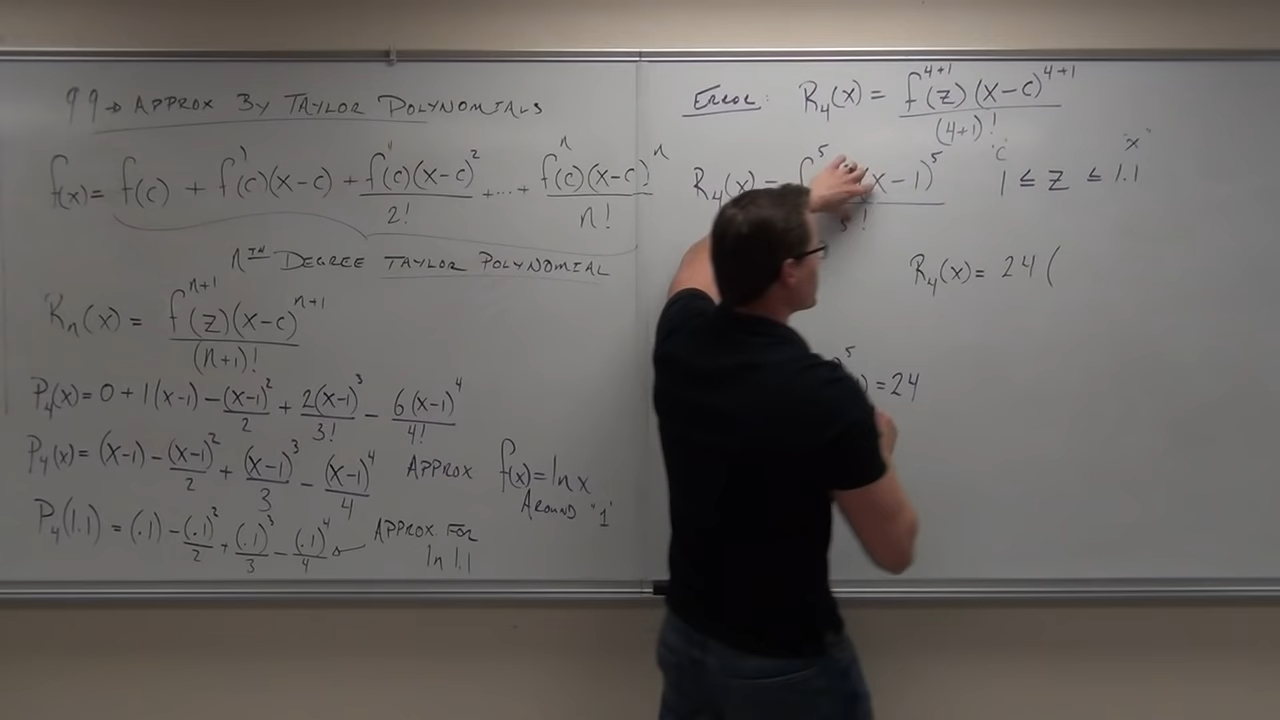 99 → APPROX BY TAYLOR POLYNOMIALS
f(x) = f(c) + f'(c)(x-c) + f''(c)(x-c)^2/2! + ... + f^n(c)(x-c)^n/n!
nTH DEGREE TAYLOR POLYNOMIAL
Rn(x) = f^(n+1)(z)(x-c)^(n+1)/(n+1)!
P4(x) = 0 + 1(x-1) - (x-1)^2/2 + 2(x-1)^3/3! - 6(x-1)^4/4!
P4(x) = (x-1) - (x-1)^2/2 + (x-1)^3/3 - (x-1)^4/4 APPROX f(x) = ln x
AROUND "1"
P4(1.1) = (.1) - (.1)^2/2 + (.1)^3/3 - (.1)^4/4 APPROX. FOR
ln 1.1
ERROR: R4(x) = f^(4+1)(z)(x-c)^(4+1)/(4+1)!
"c" "x"
R4(x) = f^5 (x-1)^5/5! 1 ≤ z ≤ 1.1
R4(x) = 24(
5
) = 24